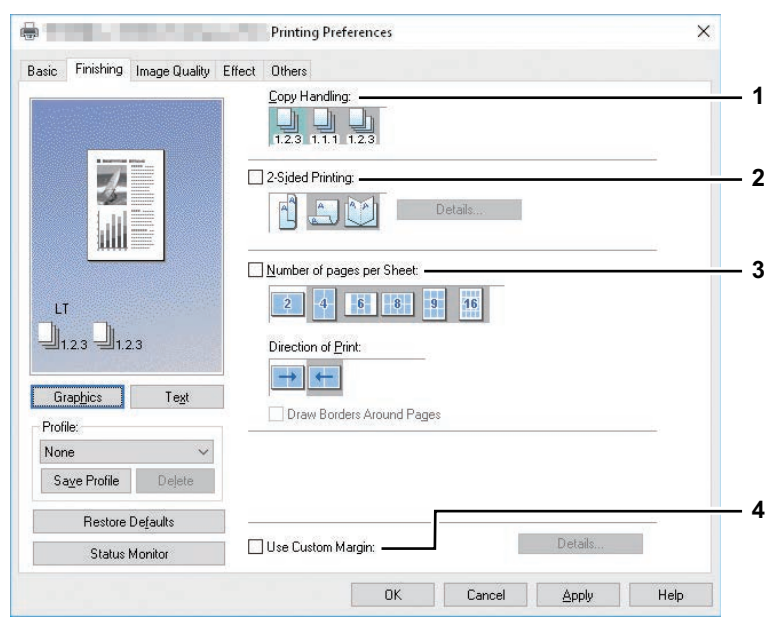 Printing Preferences
Basic Finishing Image Quality Effect Others
Copy Handling: 1
1.2.3 1.1.1 1.2.3
2-Sided Printing: 2
Details...
Number of pages per Sheet: 3
2 4 6 8 9 16
LT
1.2.3 1.2.3
Direction of Print:
Draw Borders Around Pages
Graphics Text
Profile:
None
Save Profile Delete
Restore Defaults
Status Monitor
4
Use Custom Margin: Details...
OK Cancel Apply Help